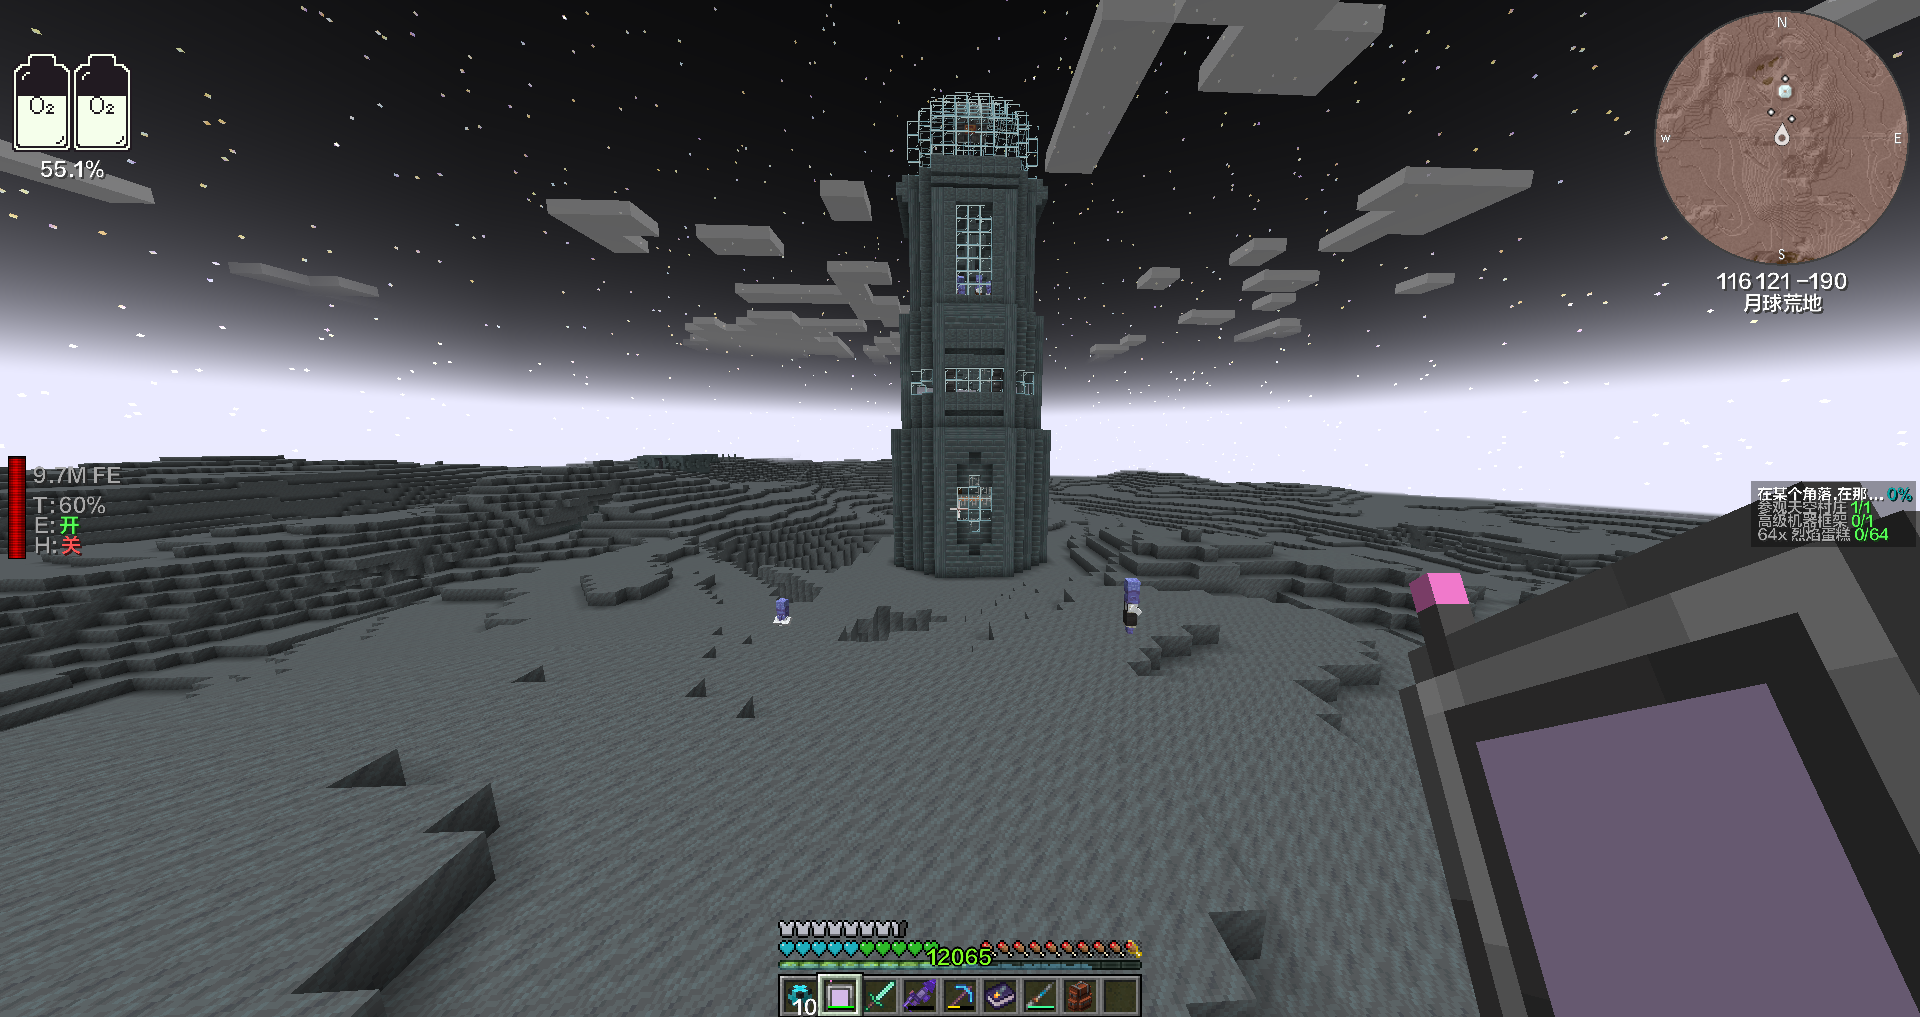 O₂ O₂
55.1%
N
W
E
S
116 121 -190
月球荒地
9.7M FE
T: 60%
E: 开
H: 关
在某个角落,在那... 0%
参观天空村庄 1/1
高级机器框架 0/1
64x 烈焰蛋糕 0/64
12065
10